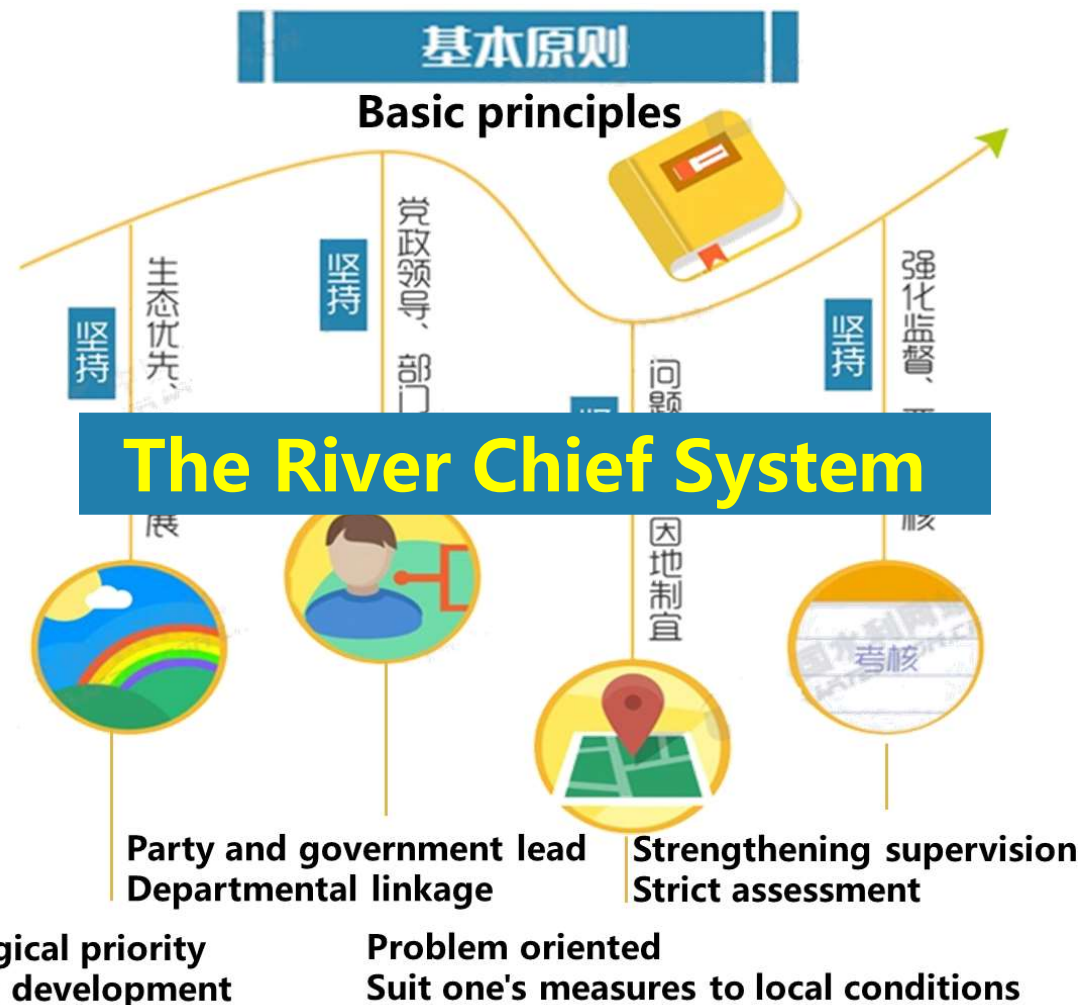 基本原则
Basic principles
坚持
生态优先、
展
坚持
党政领导、部门
问题
因地制宜
坚持
强化监督、
核
The River Chief System
考核
Party and government lead
Departmental linkage
Strengthening supervision
Strict assessment
gical priority
development
Problem oriented
Suit one's measures to local conditions